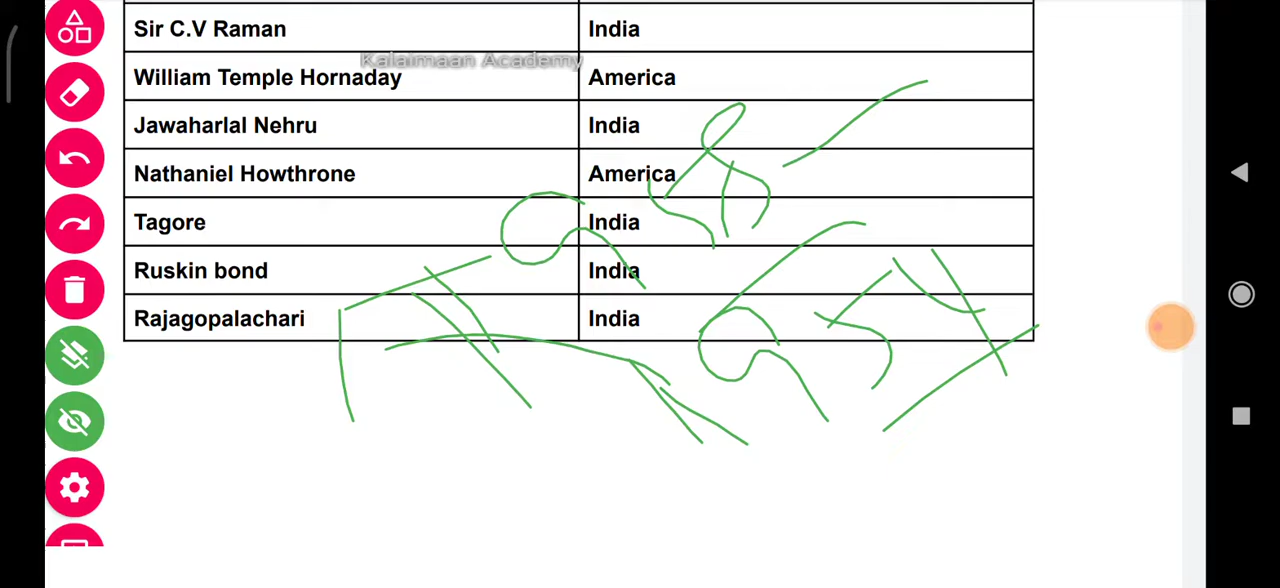 Sir C.V Raman India
Kalaimaan Academy
William Temple Hornaday America
Jawaharlal Nehru India
Nathaniel Howthrone America
Tagore India
Ruskin bond India
Rajagopalachari India